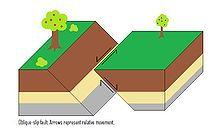 Oblique-slip fault. Arrows represent relative movement.